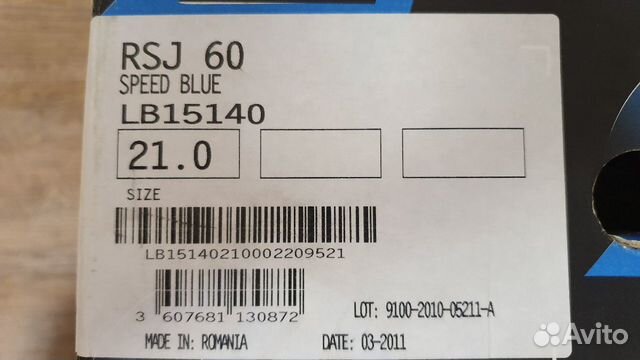 RSJ 60
SPEED BLUE
LB15140
21.0
SIZE
LB15140210002209521
3 607681 130872
LOT: 9100-2010-05211-A
MADE IN: ROMANIA DATE: 03-2011
Avito